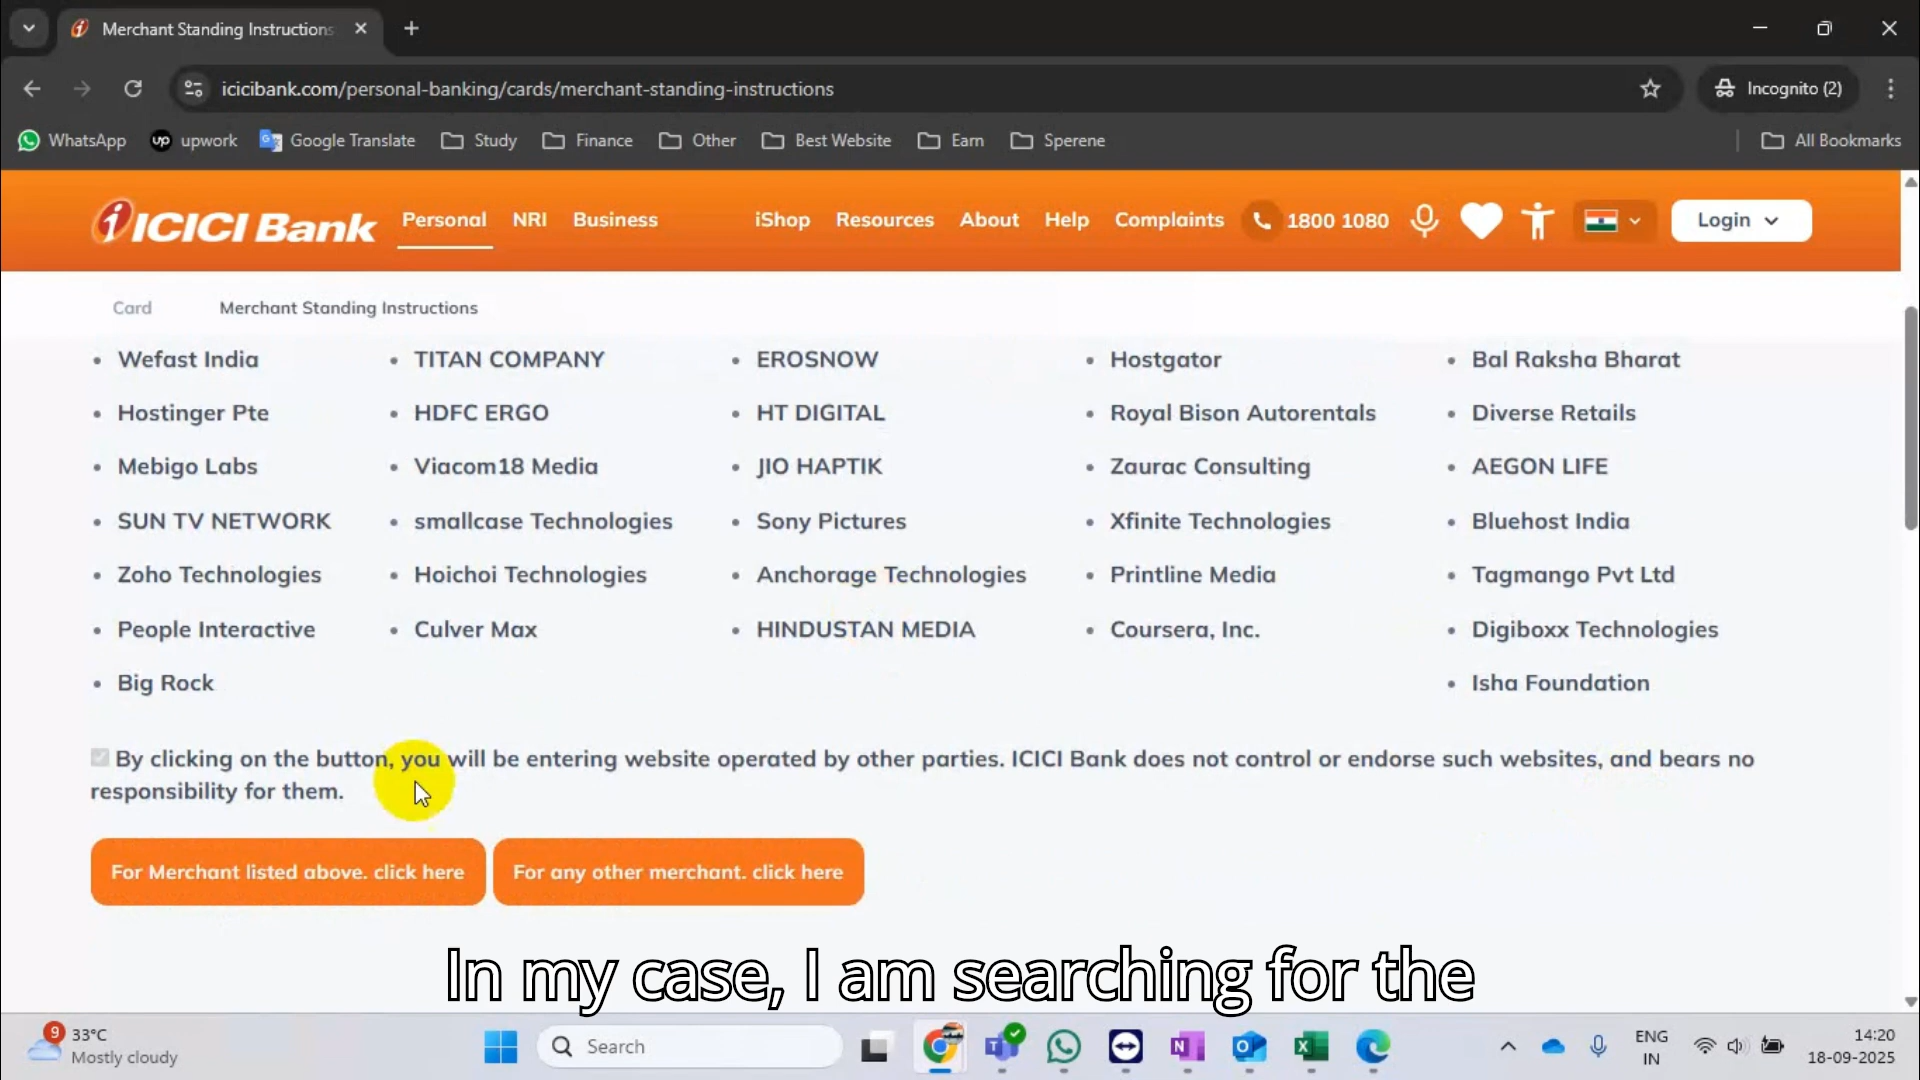 Merchant Standing Instructions
icicibank.com/personal-banking/cards/merchant-standing-instructions
Incognito (2)
WhatsApp
up upwork
Google Translate
Study
Finance
Other
Best Website
Earn
Sperene
All Bookmarks
ICICI Bank
Personal NRI Business iShop Resources About Help Complaints 1800 1080 Login
Card Merchant Standing Instructions
• Wefast India • TITAN COMPANY • EROSNOW • Hostgator • Bal Raksha Bharat
• Hostinger Pte • HDFC ERGO • HT DIGITAL • Royal Bison Autorentals • Diverse Retails
• Mebigo Labs • Viacom18 Media • JIO HAPTIK • Zaurac Consulting • AEGON LIFE
• SUN TV NETWORK • smallcase Technologies • Sony Pictures • Xfinite Technologies • Bluehost India
• Zoho Technologies • Hoichoi Technologies • Anchorage Technologies • Printline Media • Tagmango Pvt Ltd
• People Interactive • Culver Max • HINDUSTAN MEDIA • Coursera, Inc. • Digiboxx Technologies
• Big Rock • Isha Foundation
By clicking on the button, you will be entering website operated by other parties. ICICI Bank does not control or endorse such websites, and bears no
responsibility for them.
For Merchant listed above. click here For any other merchant. click here
In my case, I am searching for the
9
33°C
Mostly cloudy
Search
ENG
IN
14:20
18-09-2025